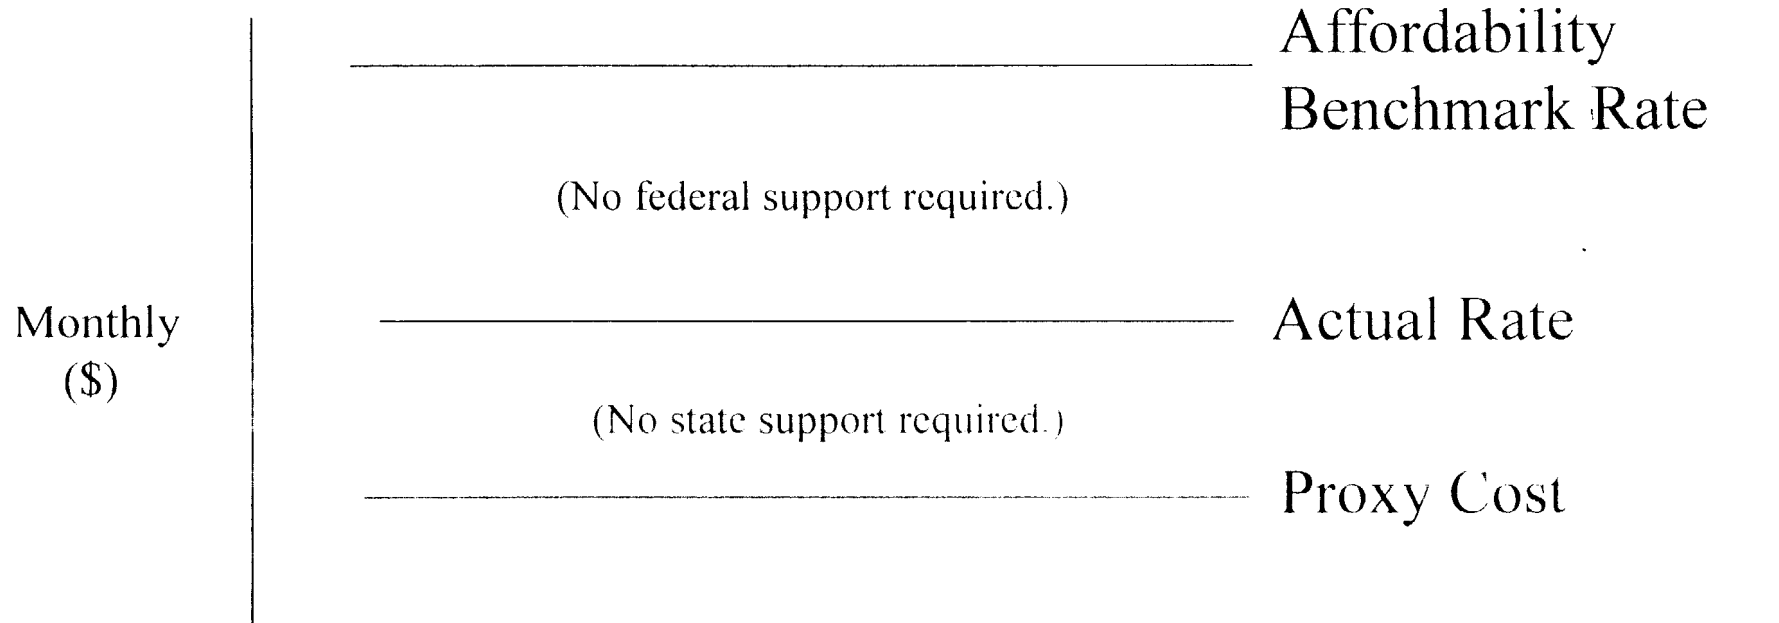 Affordability
Benchmark Rate
(No federal support required.)
Monthly
($)
Actual Rate
(No state support required.)
Proxy Cost